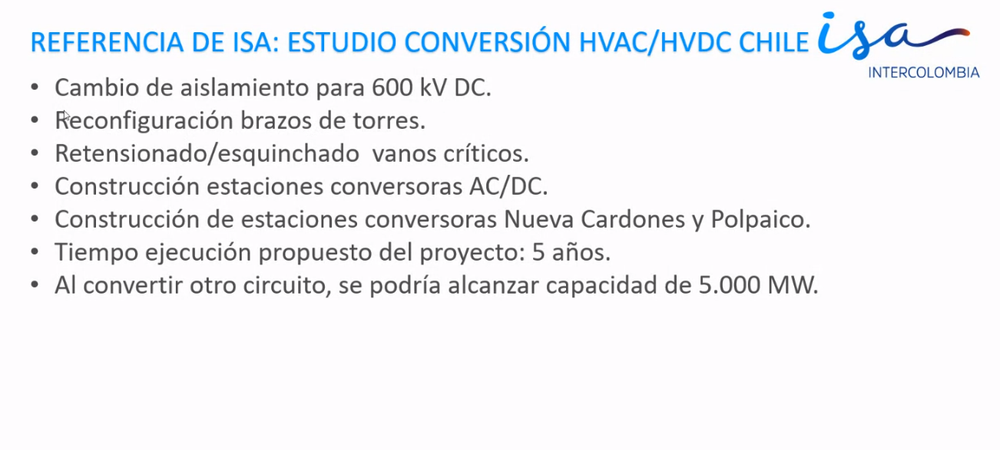 REFERENCIA DE ISA: ESTUDIO CONVERSIÓN HVAC/HVDC CHILE
isa
INTERCOLOMBIA
• Cambio de aislamiento para 600 kV DC.
• Reconfiguración brazos de torres.
• Retensionado/esquinchado  vanos críticos.
• Construcción estaciones conversoras AC/DC.
• Construcción de estaciones conversoras Nueva Cardones y Polpaico.
• Tiempo ejecución propuesto del proyecto: 5 años.
• Al convertir otro circuito, se podría alcanzar capacidad de 5.000 MW.